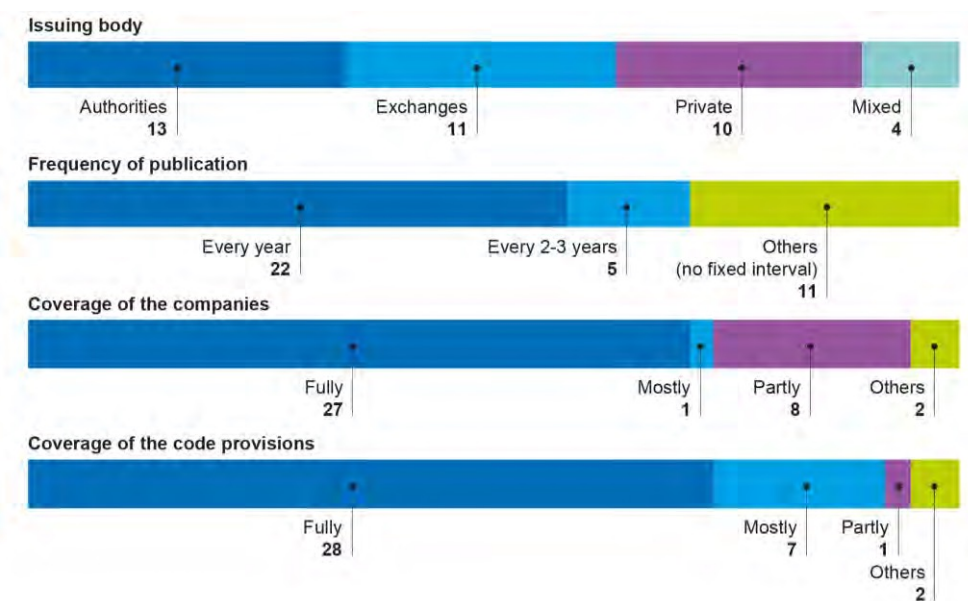 Issuing body
Authorities
13
Exchanges
11
Private
10
Mixed
4
Frequency of publication
Every year
22
Every 2-3 years
5
Others
(no fixed interval)
11
Coverage of the companies
Fully
27
Mostly
1
Partly
8
Others
2
Coverage of the code provisions
Fully
28
Mostly
7
Partly
1
Others
2